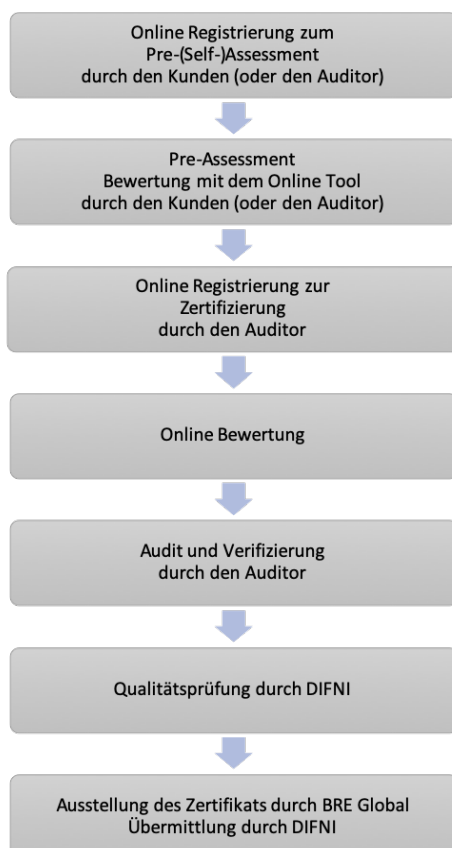 Online Registrierung zum
Pre-(Self-)Assessment
durch den Kunden (oder den Auditor)
Pre-Assessment
Bewertung mit dem Online Tool
durch den Kunden (oder den Auditor)
Online Registrierung zur
Zertifizierung
durch den Auditor
Online Bewertung
Audit und Verifizierung
durch den Auditor
Qualitätsprüfung durch DIFNI
Ausstellung des Zertifikats durch BRE Global
Übermittlung durch DIFNI